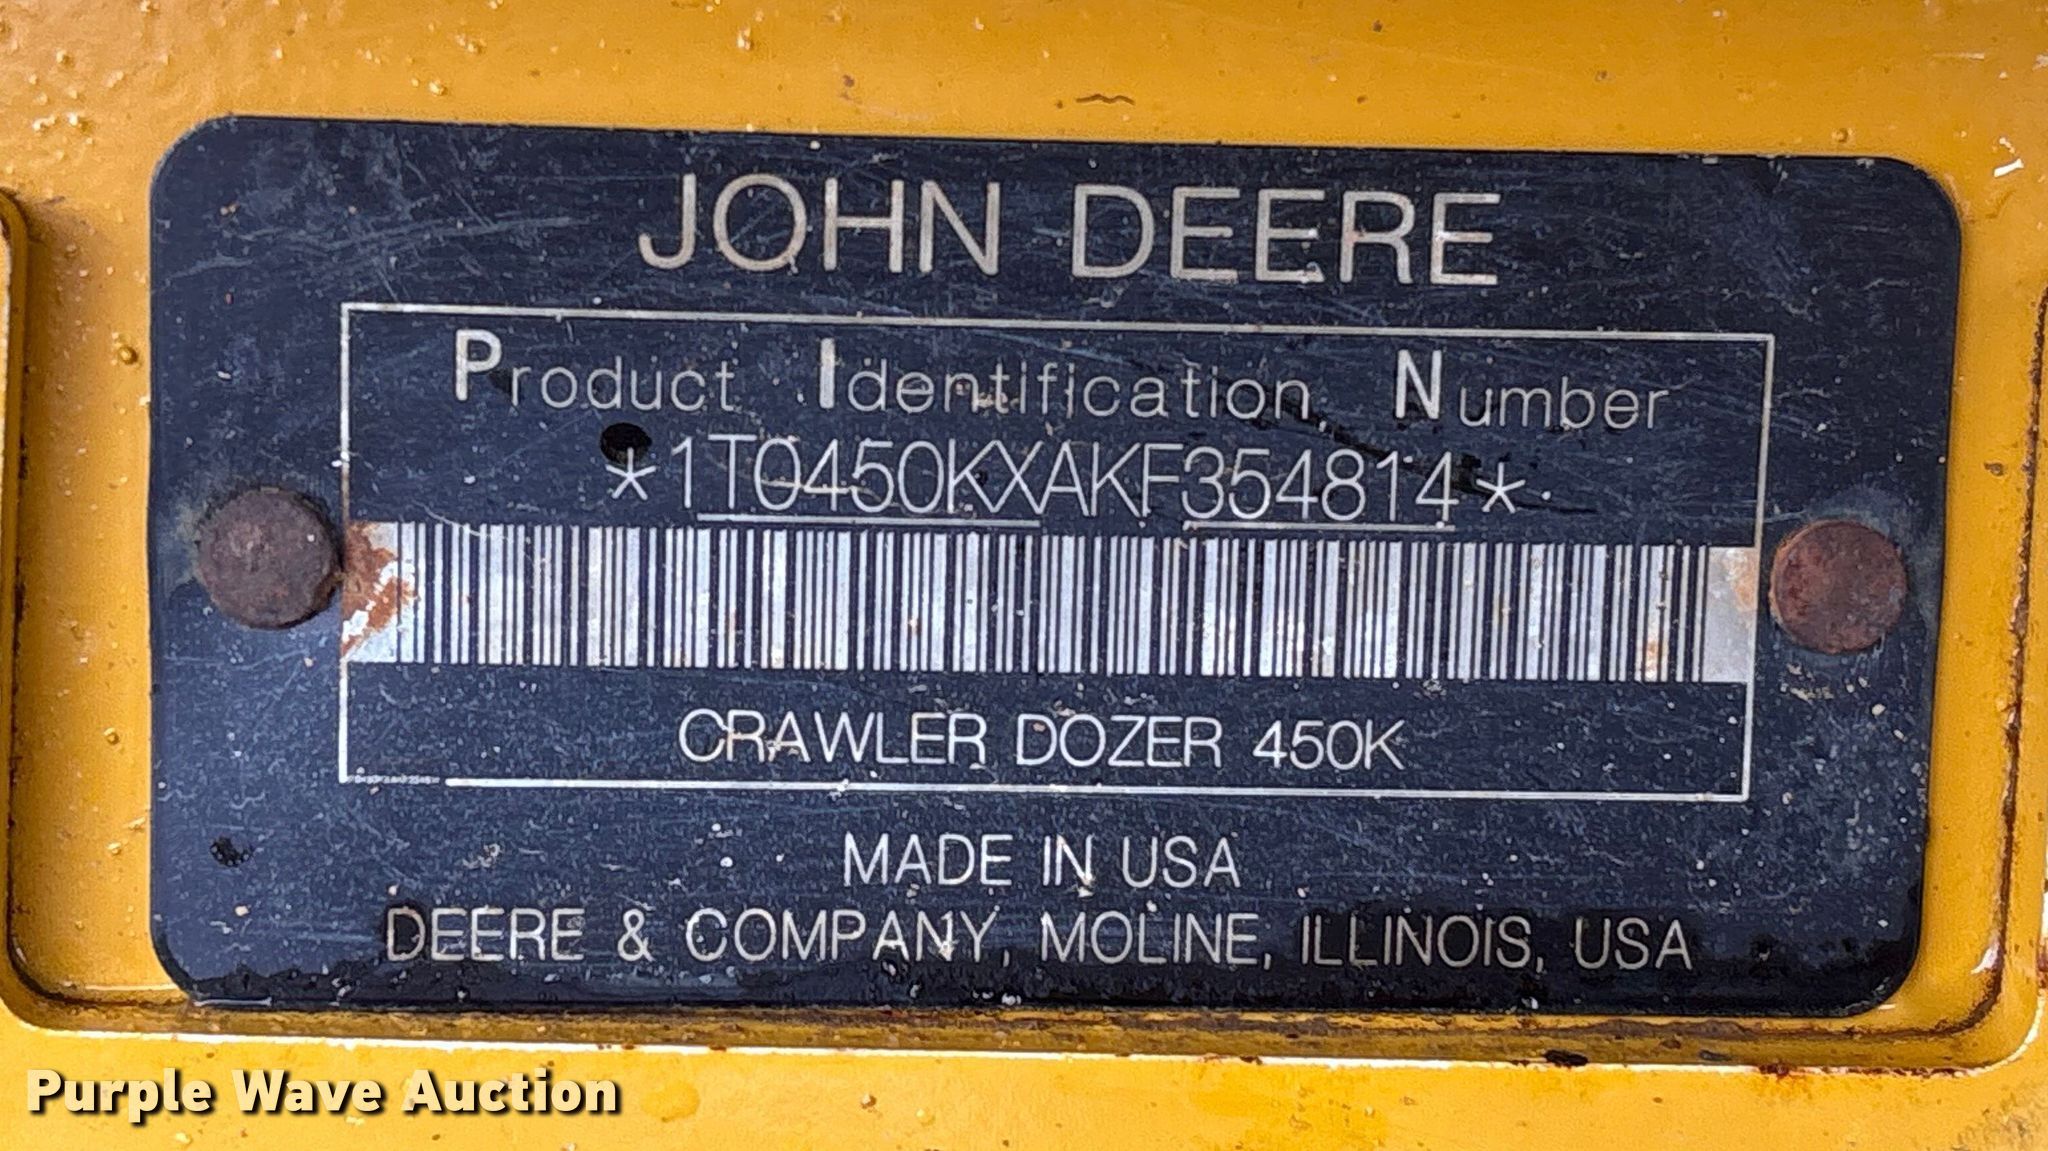 JOHN DEERE
Product Identification Number
*1T0450KXAKF354814*
CRAWLER DOZER 450K
MADE IN USA
DEERE & COMPANY, MOLINE, ILLINOIS, USA
Purple Wave Auction